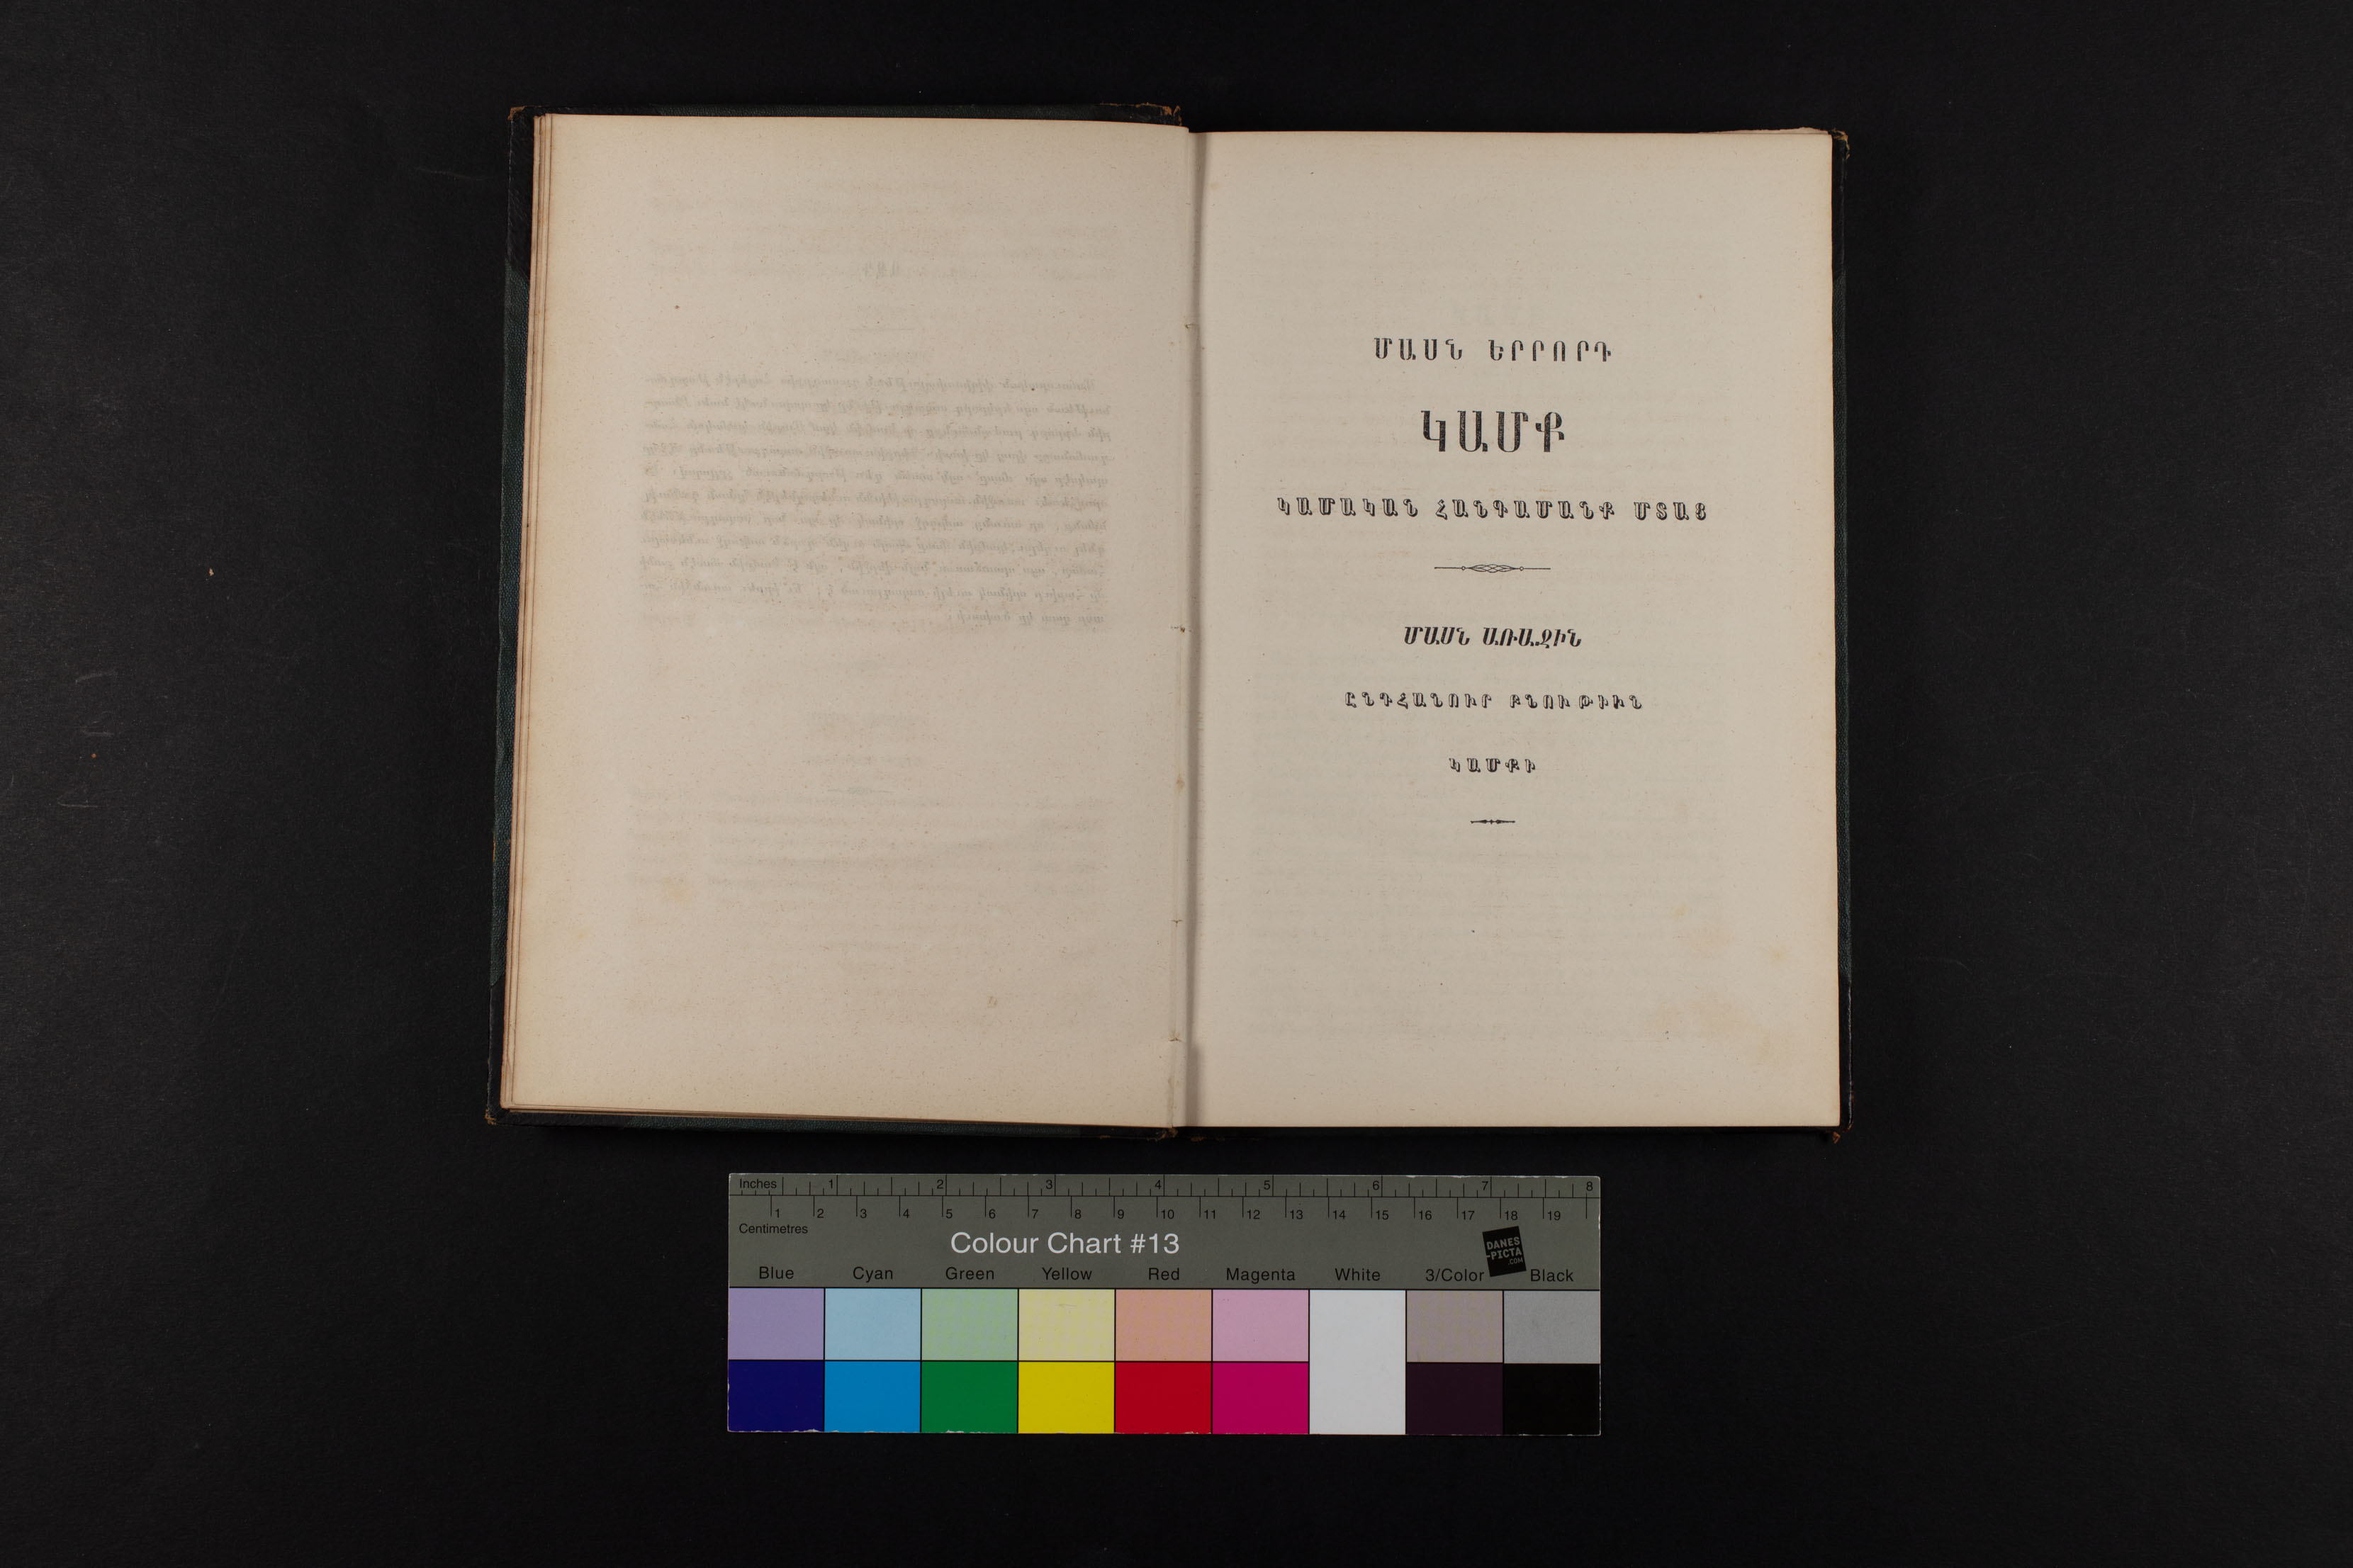 ՄԱՍՆ ԵՐՐՈՐԴ
ԿԱՄՔ
ԿԱՄԱԿԱՆ ՀԱՆԳԱՄԱՆՔ ՄՏԱՑ
ՄԱՍՆ ԱՌԱՋԻՆ
ԸՆԴՀԱՆՈՒՐ ԲՆՈՒԹԻՒՆ
ԿԱՄՔԻ
Inches 1 2 3 4 5 6 7 8
1 2 3 4 5 6 7 8 9 10 11 12 13 14 15 16 17 18 19
Centimetres
Colour Chart #13
DANES
-PICTA
.COM
Blue Cyan Green Yellow Red Magenta White 3/Color Black